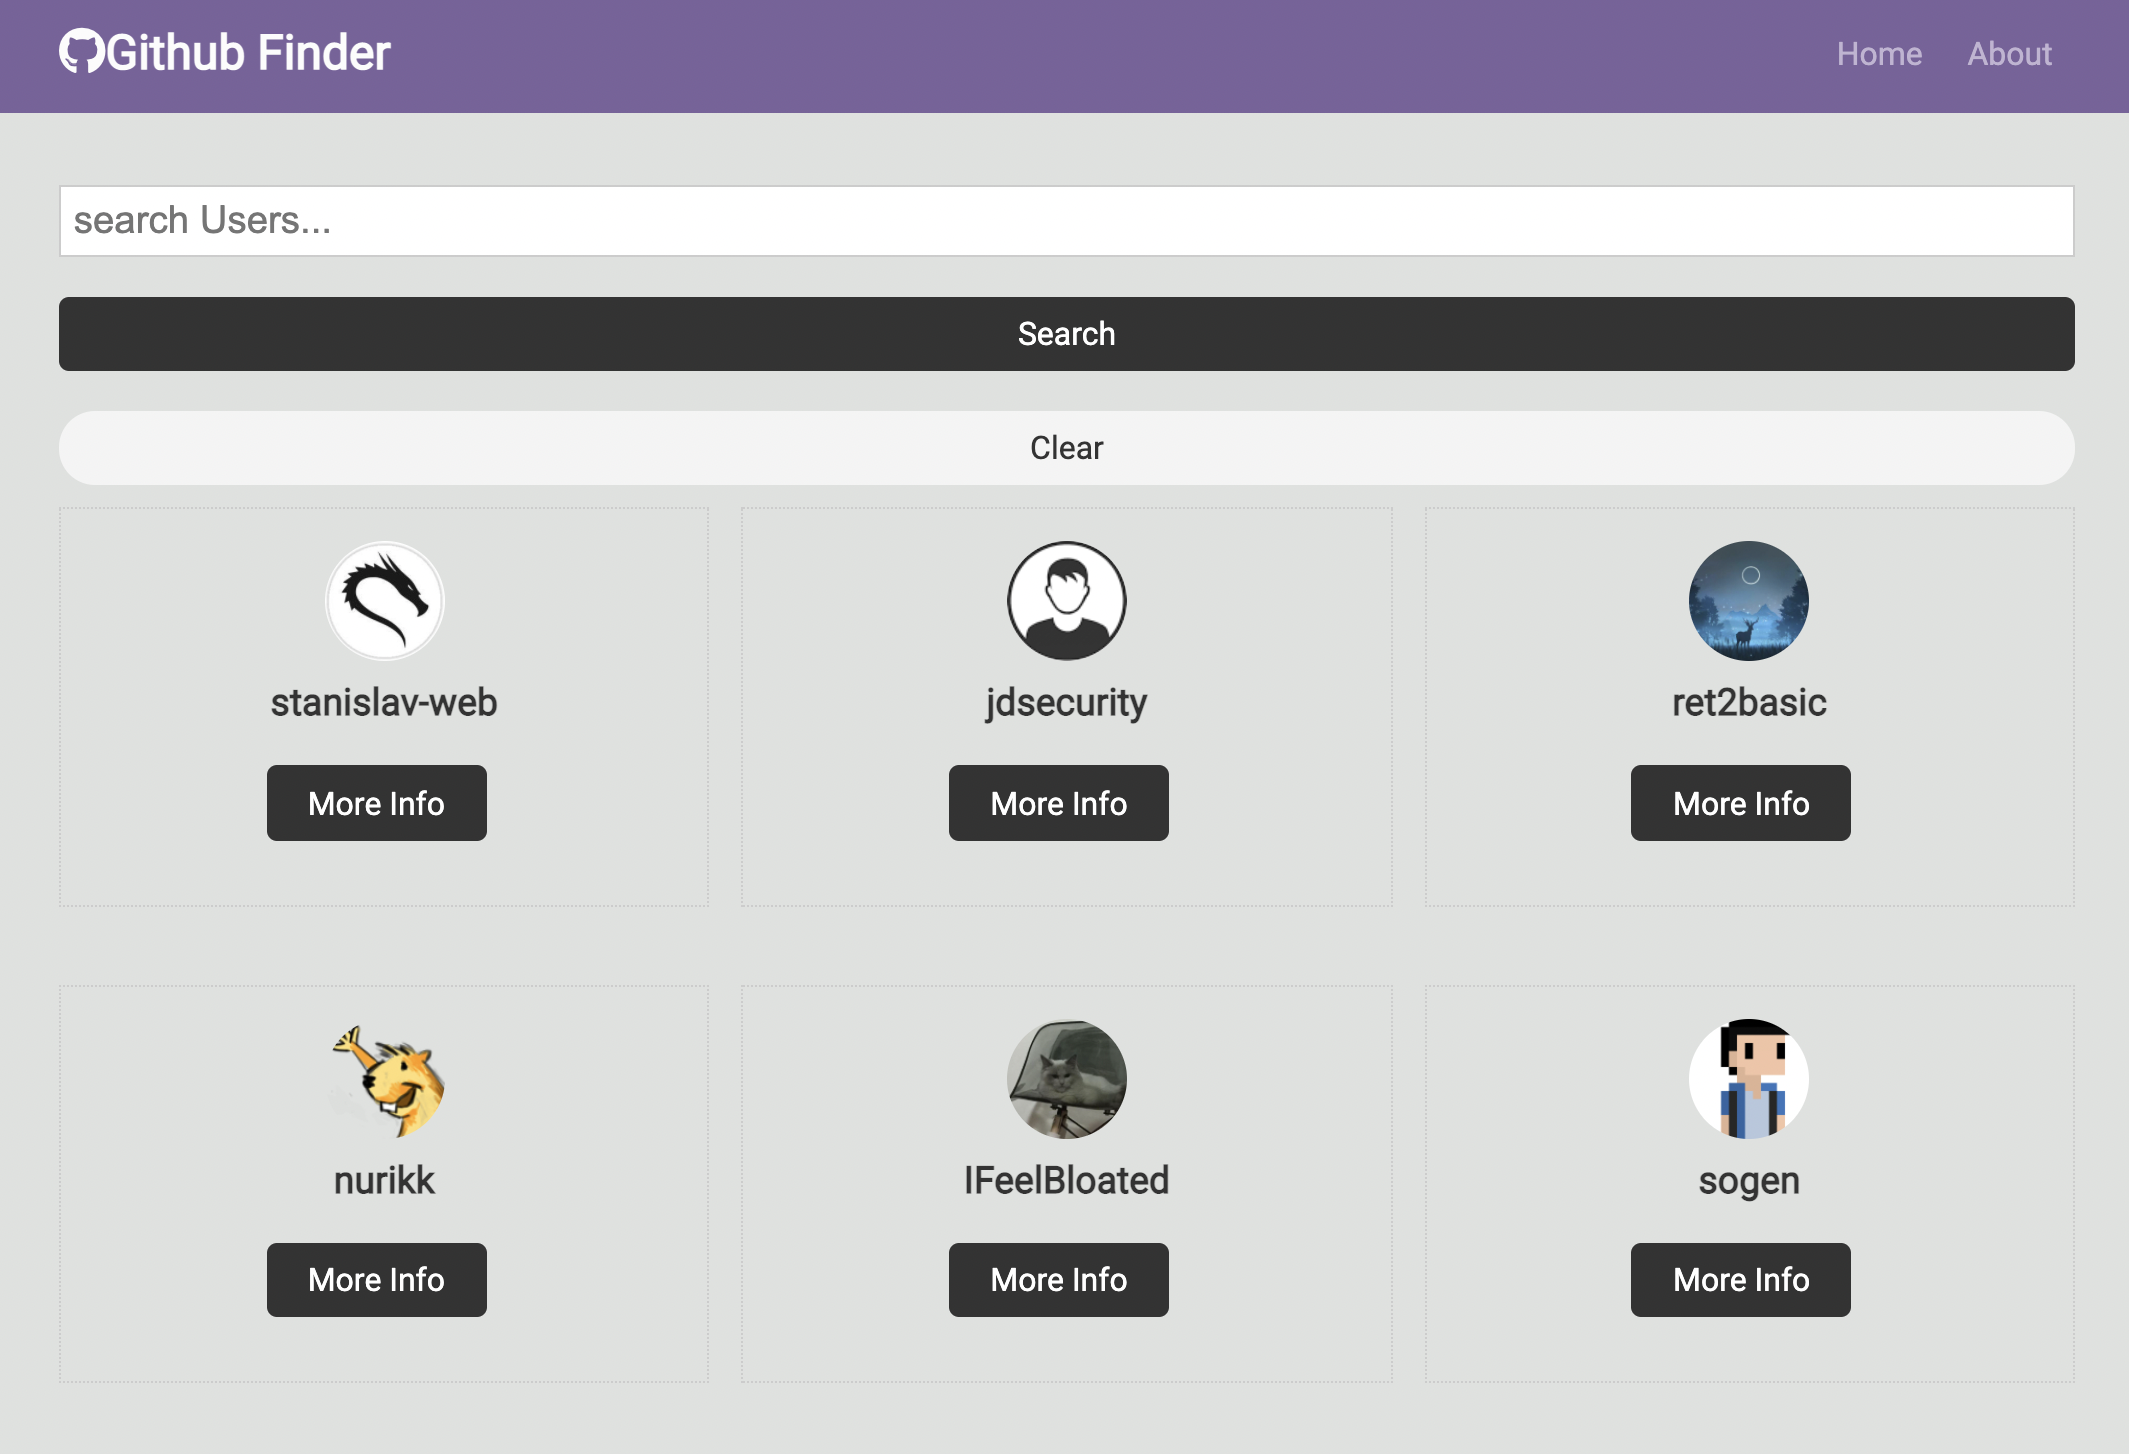 Github Finder
Home
About
search Users...
Search
Clear
stanislav-web
jdsecurity
ret2basic
More Info
More Info
More Info
nurikk
IFeelBloated
sogen
More Info
More Info
More Info